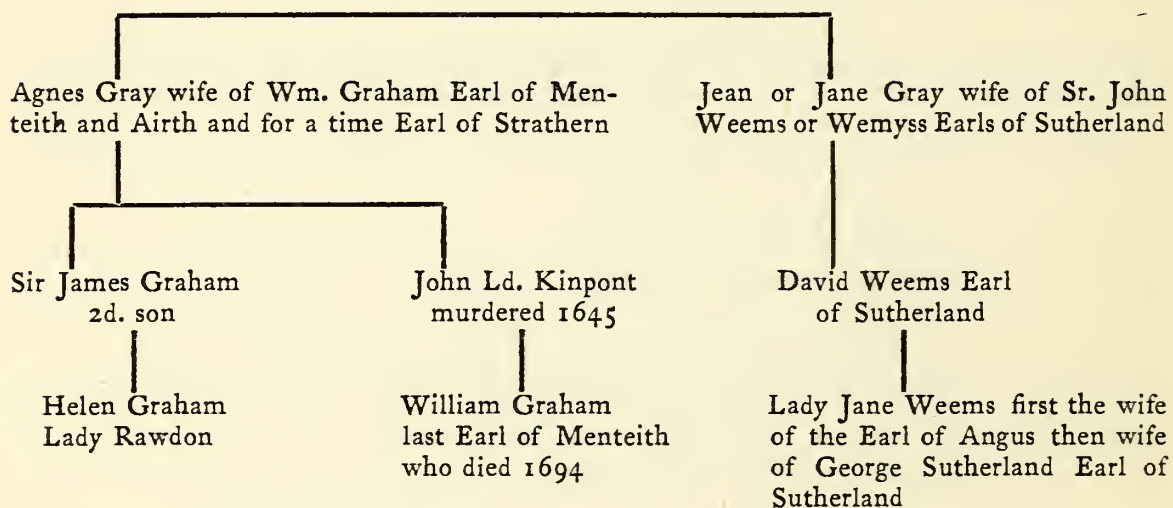 Agnes Gray wife of Wm. Graham Earl of Men-
teith and Airth and for a time Earl of Strathern
Jean or Jane Gray wife of Sr. John
Weems or Wemyss Earls of Sutherland
Sir James Graham
2d. son
John Ld. Kinpont
murdered 1645
David Weems Earl
of Sutherland
Helen Graham
Lady Rawdon
William Graham
last Earl of Menteith
who died 1694
Lady Jane Weems first the wife
of the Earl of Angus then wife
of George Sutherland Earl of
Sutherland